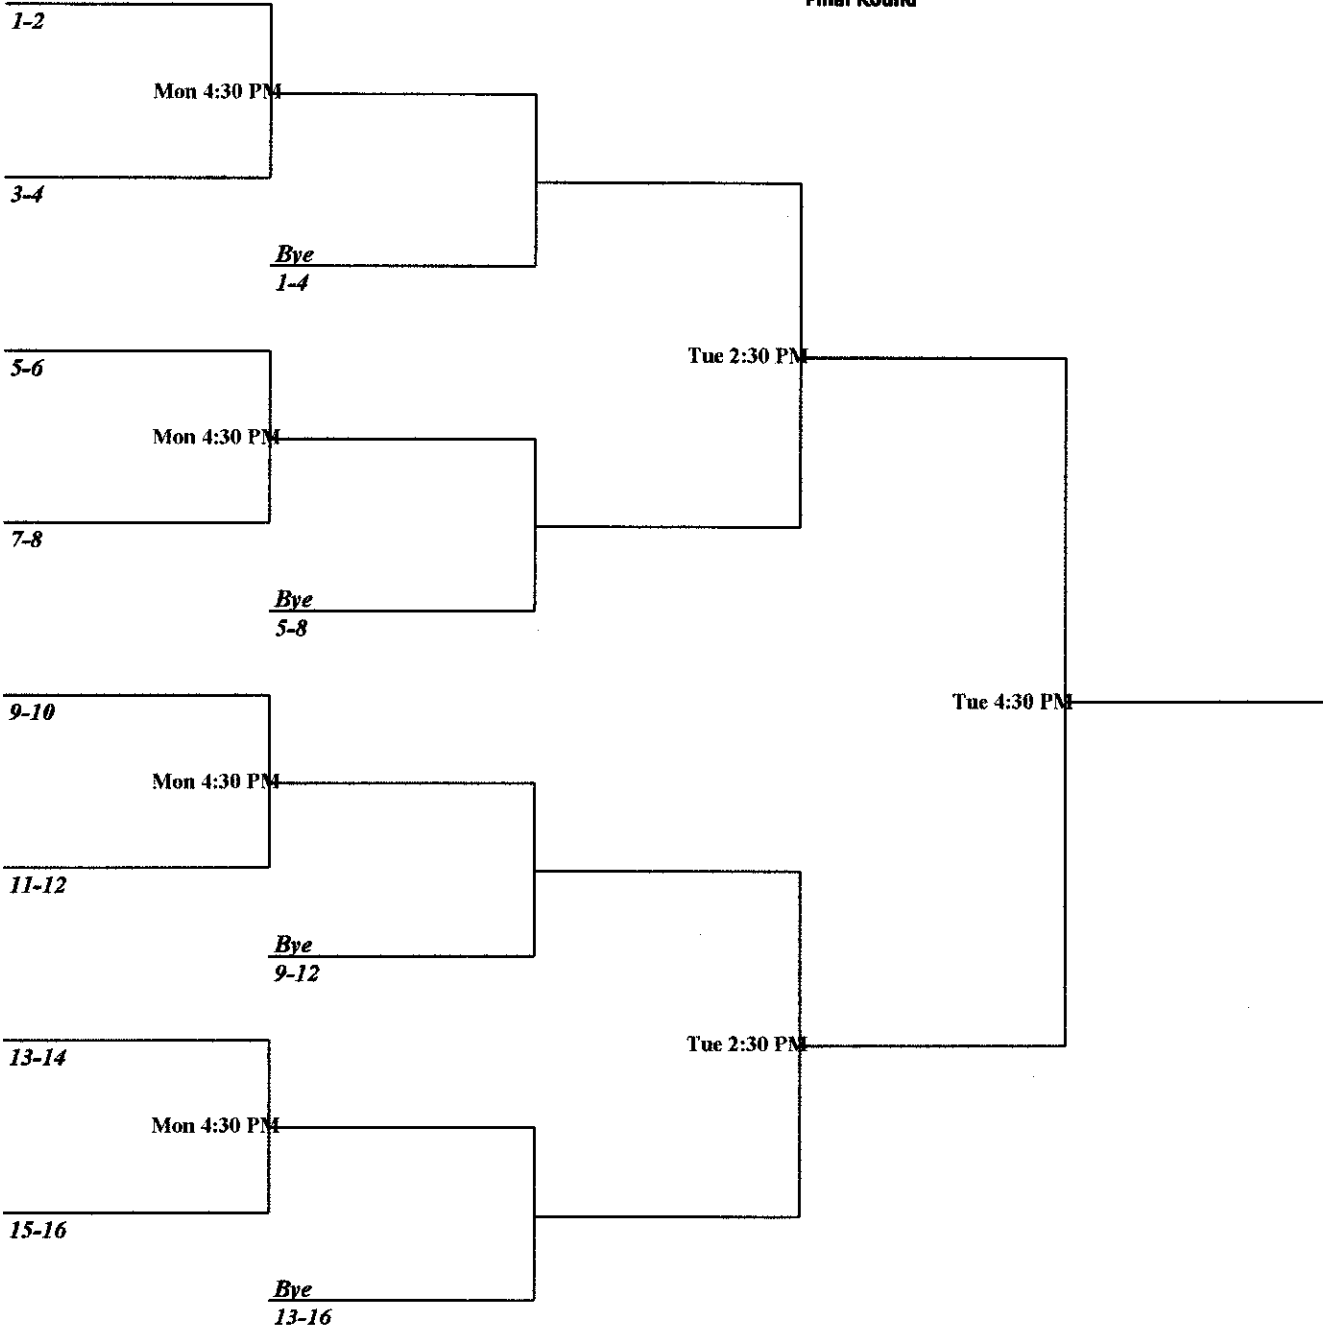 Final Round
1-2
Mon 4:30 PM
3-4
Bye
1-4
5-6
Tue 2:30 PM
Mon 4:30 PM
7-8
Bye
5-8
9-10
Tue 4:30 PM
Mon 4:30 PM
11-12
Bye
9-12
13-14
Tue 2:30 PM
Mon 4:30 PM
15-16
Bye
13-16